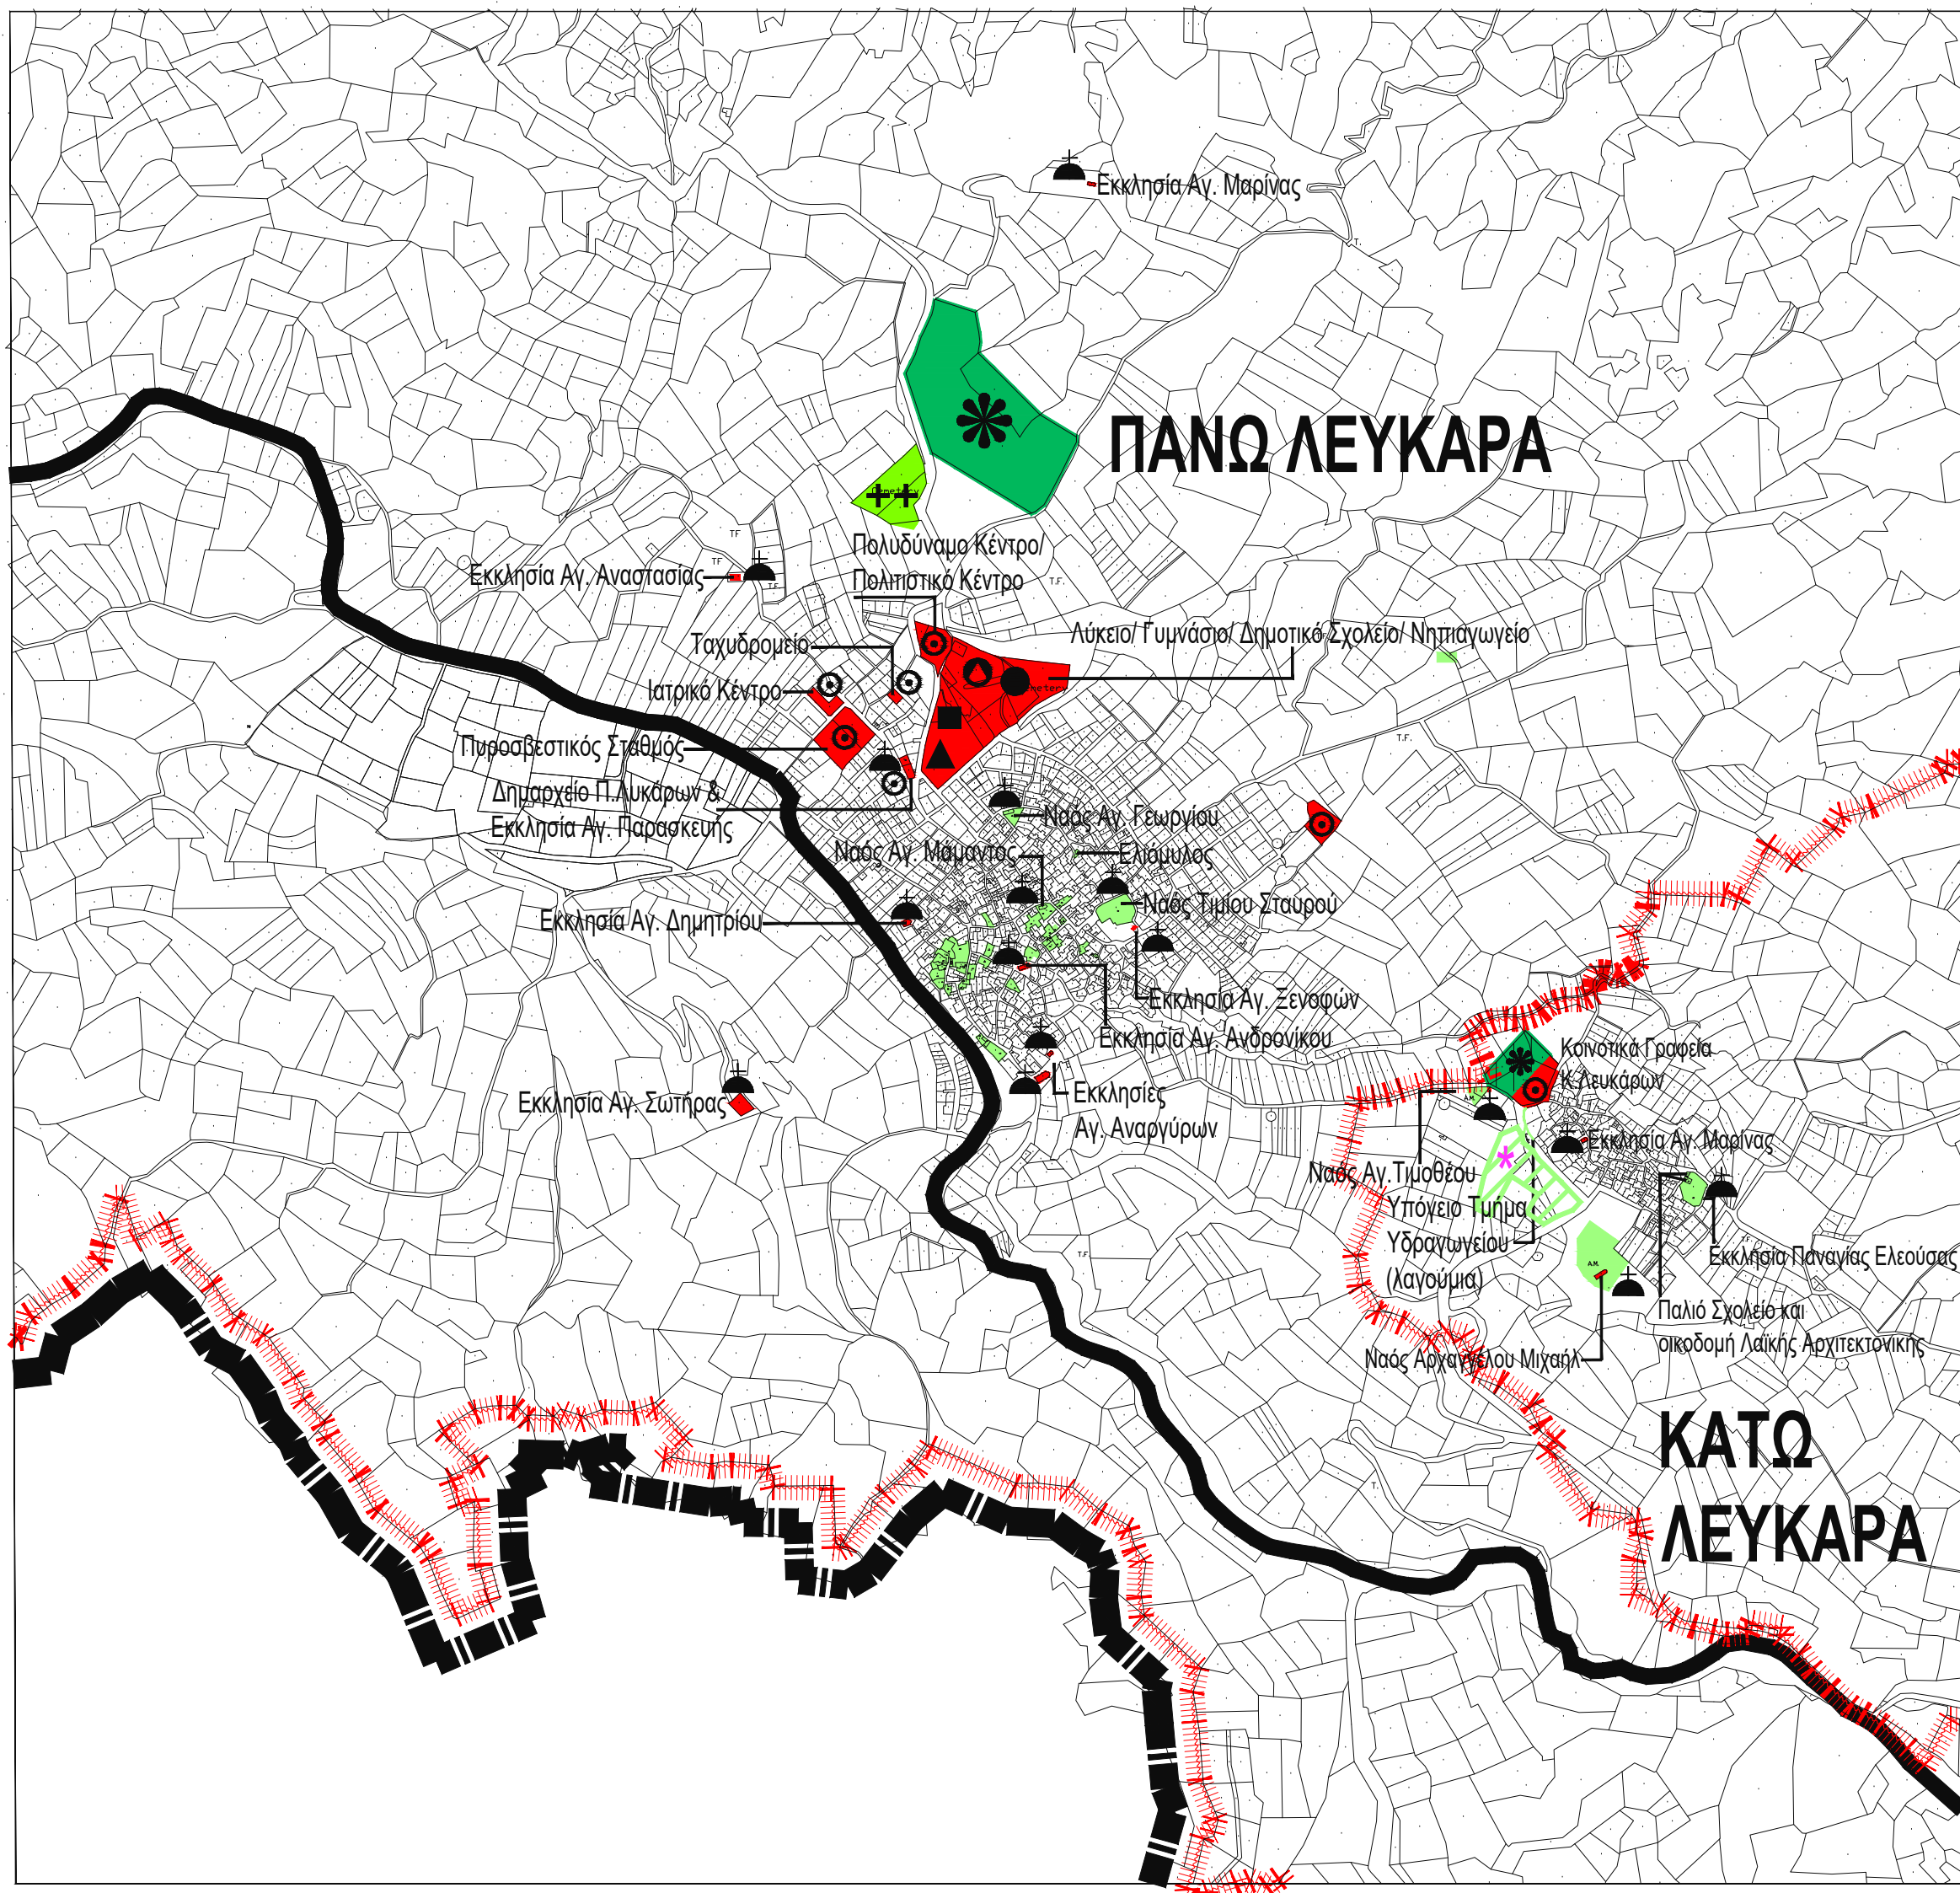 Εκκλησία Αγ. Μαρίνας
Τ.
ΠΑΝΩ ΛΕΥΚΑΡΑ
Cemetery
TF
Πολυδύναμο Κέντρο/
Πολιτιστικό Κέντρο
TF
Εκκλησία Αγ. Αναστασίας
T.F.
T.F.
Λύκειο/ Γυμνάσιο/ Δημοτικό Σχολείο/ Νηπιαγωγείο
Ταχυδρομείο
Ιατρικό Κέντρο
Πυροσβεστικός Σταθμός
T.F.
Δημαρχείο Π.Λυκάρων &
Εκκλησία Αγ. Παρασκευής
Ναός Αγ. Γεωργίου
Ναός Αγ. Μάμαντος
Ελιόμυλος
Ναός Τιμίου Σταυρού
Εκκλησία Αγ. Δημητρίου
Εκκλησία Αγ. Ξενοφών
Εκκλησία Αγ. Ανδρονίκου
Κοινοτικά Γραφεία
Κ.Λευκάρων
Εκκλησίες
Αγ. Αναργύρων
Εκκλησία Αγ. Σωτήρας
A.M.
Εκκλησία Αγ. Μαρίνας
Ναός Αγ.Τιμοθέου
Υπόγειο Τμήμα
Υδραγωγείου
(λαγούμια)
T.F.
Εκκλησία Παναγίας Ελεούσας
A.M.
Παλιό Σχολείο και
οικοδομή Λαϊκής Αρχιτεκτονικής
Ναός Αρχαγγέλου Μιχαήλ
ΚΑΤΩ
ΛΕΥΚΑΡΑ
T.